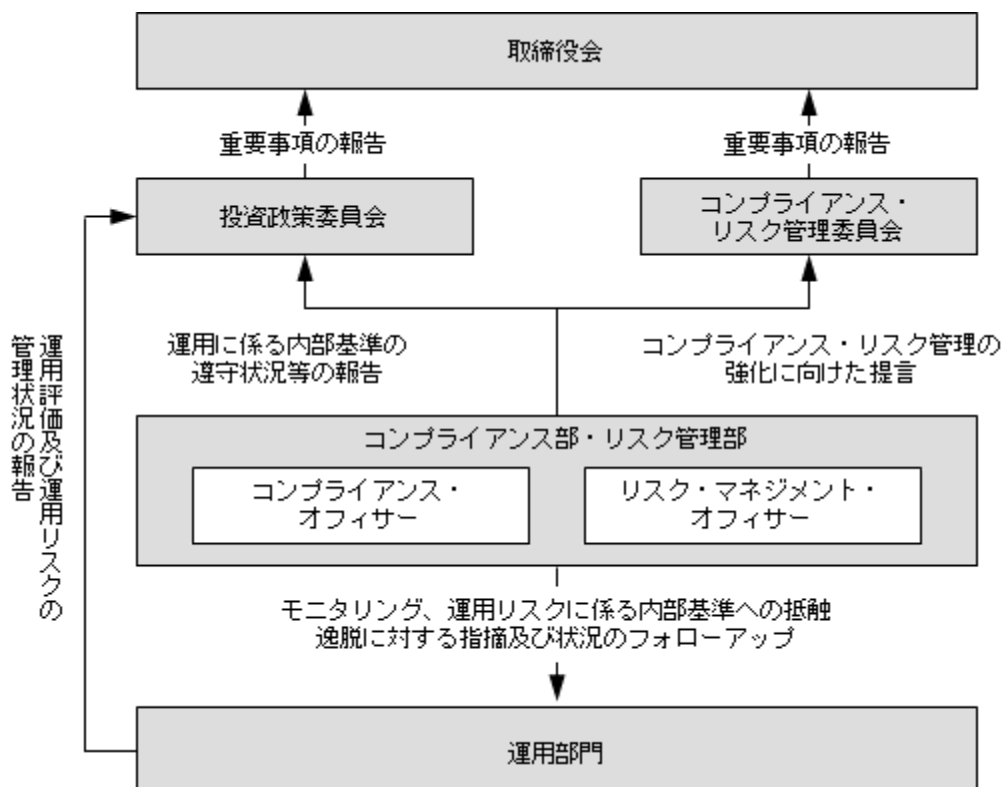 取締役会
重要事項の報告
重要事項の報告
投資政策委員会
コンプライアンス・
リスク管理委員会
運用に係る内部基準の
遵守状況等の報告
コンプライアンス・リスク管理の
強化に向けた提言
運用評価及び運用リスクの
管理状況の報告
コンプライアンス部・リスク管理部
コンプライアンス・
オフィサー
リスク・マネジメント・
オフィサー
モニタリング、運用リスクに係る内部基準への抵触
逸脱に対する指摘及び状況のフォローアップ
運用部門